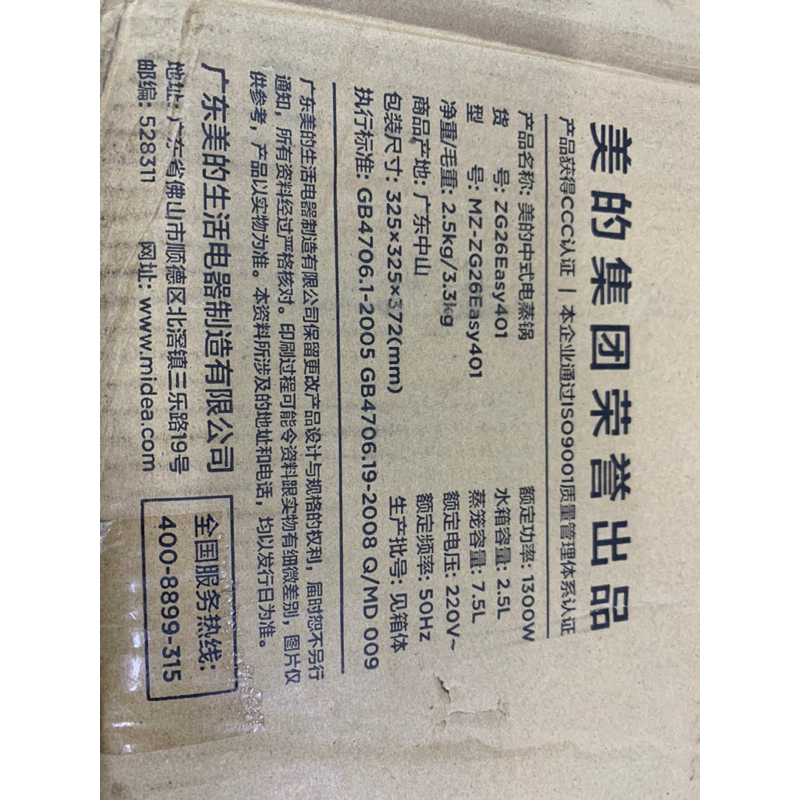 美的集团荣誉出品
产品获得CCC认证 | 本企业通过ISO9001质量管理体系认证
产品名称: 美的中式电蒸锅 额定功率: 1300W
货 号: ZG26Easy401 水箱容量: 2.5L
型 号: MZ-ZG26Easy401 蒸笼容量: 7.5L
净重/毛重: 2.5kg/3.3kg 额定电压: 220V~
商品产地: 广东中山 额定频率: 50Hz
包装尺寸: 325×325×372(mm) 生产批号: 见箱体
执行标准: GB4706.1-2005 GB4706.19-2008 Q/MD 009
广东美的生活电器制造有限公司保留更改产品设计与规格的权利，届时恕不另行
通知，所有资料经过严格核对。印刷过程可能令资料跟实物有细微差别，图片仅
供参考，产品以实物为准。本资料所涉及的地址和电话，均以发行日为准。
广东美的生活电器制造有限公司
地址: 广东省佛山市顺德区北滘镇三乐路19号
邮编: 528311 网址: www.midea.com
全国服务热线:
400-8899-315